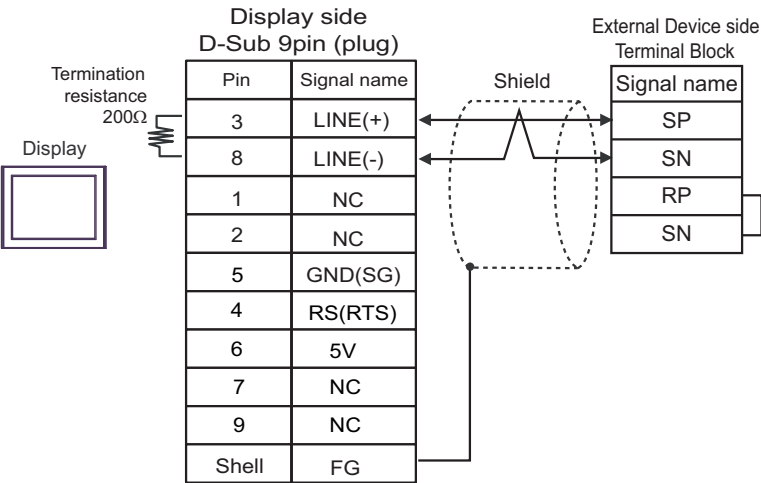 Display side
D-Sub 9pin (plug)
External Device side
Terminal Block
Termination
resistance
200Ω
Display
Shield
Pin Signal name
3 LINE(+)
8 LINE(-)
1 NC
2 NC
5 GND(SG)
4 RS(RTS)
6 5V
7 NC
9 NC
Shell FG
Signal name
SP
SN
RP
SN